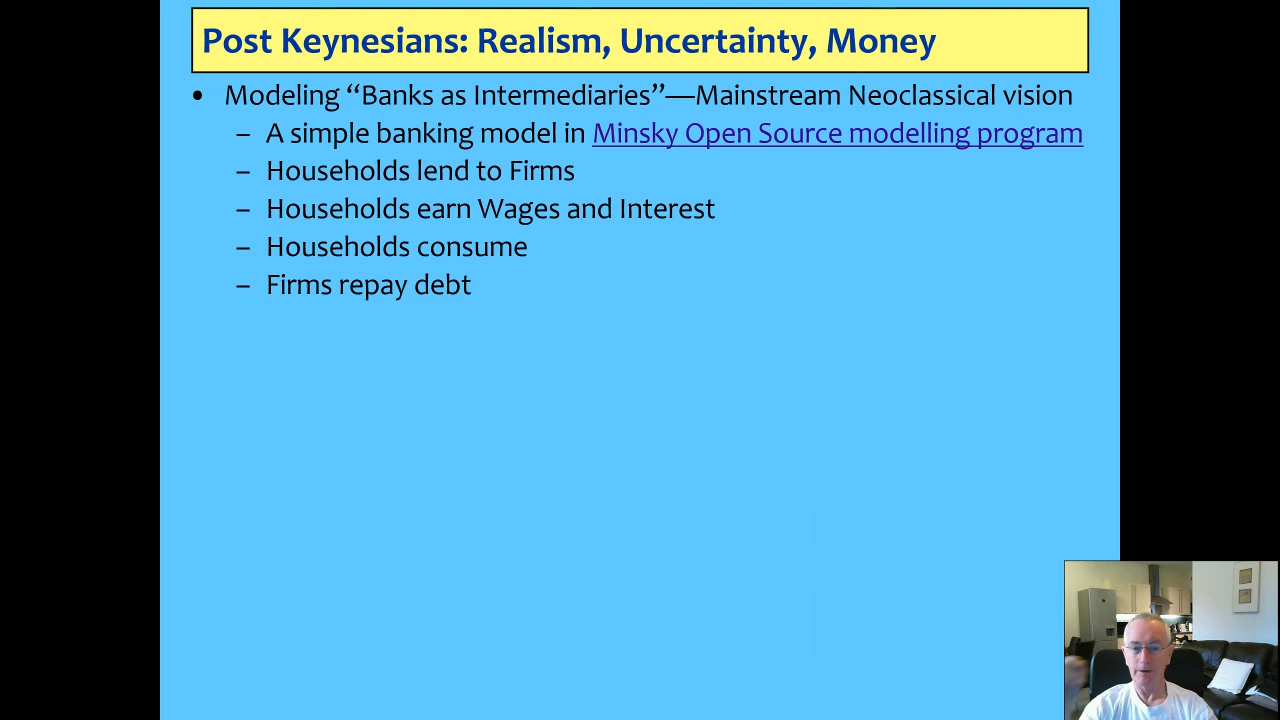 Post Keynesians: Realism, Uncertainty, Money
• Modeling “Banks as Intermediaries”—Mainstream Neoclassical vision
– A simple banking model in Minsky Open Source modelling program
– Households lend to Firms
– Households earn Wages and Interest
– Households consume
– Firms repay debt